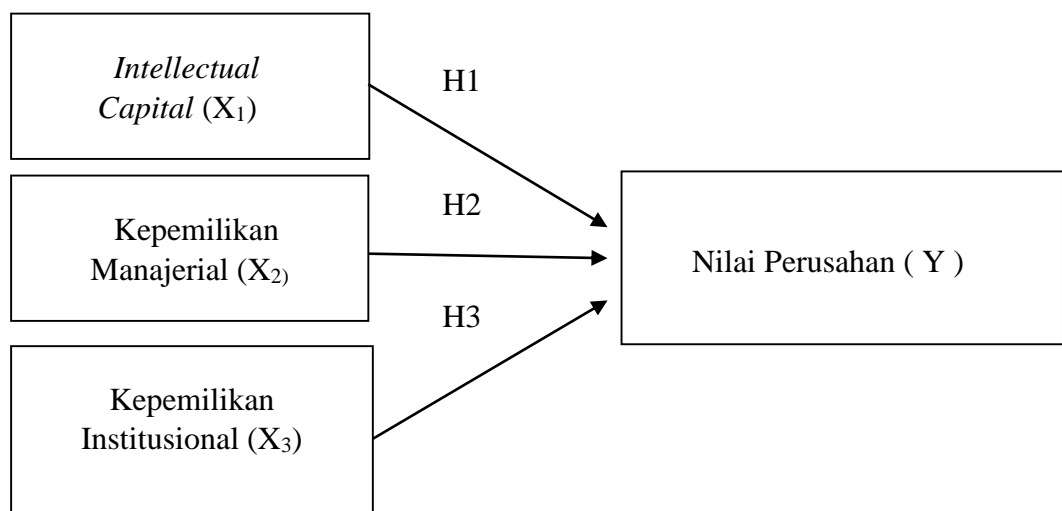 Intellectual
Capital (X₁)
H1
Kepemilikan
Manajerial (X₂)
H2
Nilai Perusahan ( Y )
H3
Kepemilikan
Institusional (X₃)